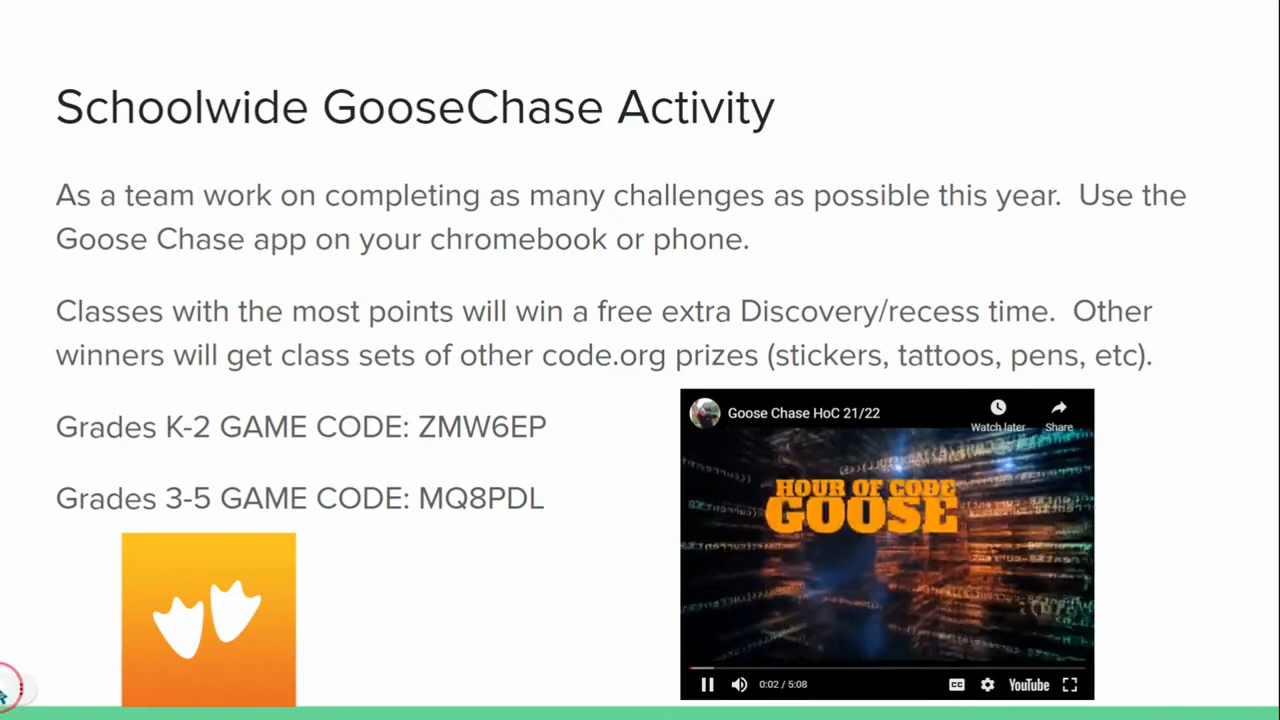 Schoolwide GooseChase Activity
As a team work on completing as many challenges as possible this year. Use the
Goose Chase app on your chromebook or phone.
Classes with the most points will win a free extra Discovery/recess time. Other
winners will get class sets of other code.org prizes (stickers, tattoos, pens, etc).
Grades K-2 GAME CODE: ZMW6EP
Grades 3-5 GAME CODE: MQ8PDL
Goose Chase HoC 21/22
Watch later
Share
HOUR OF CODE
GOOSE
0:02 / 5:08
CC
YouTube